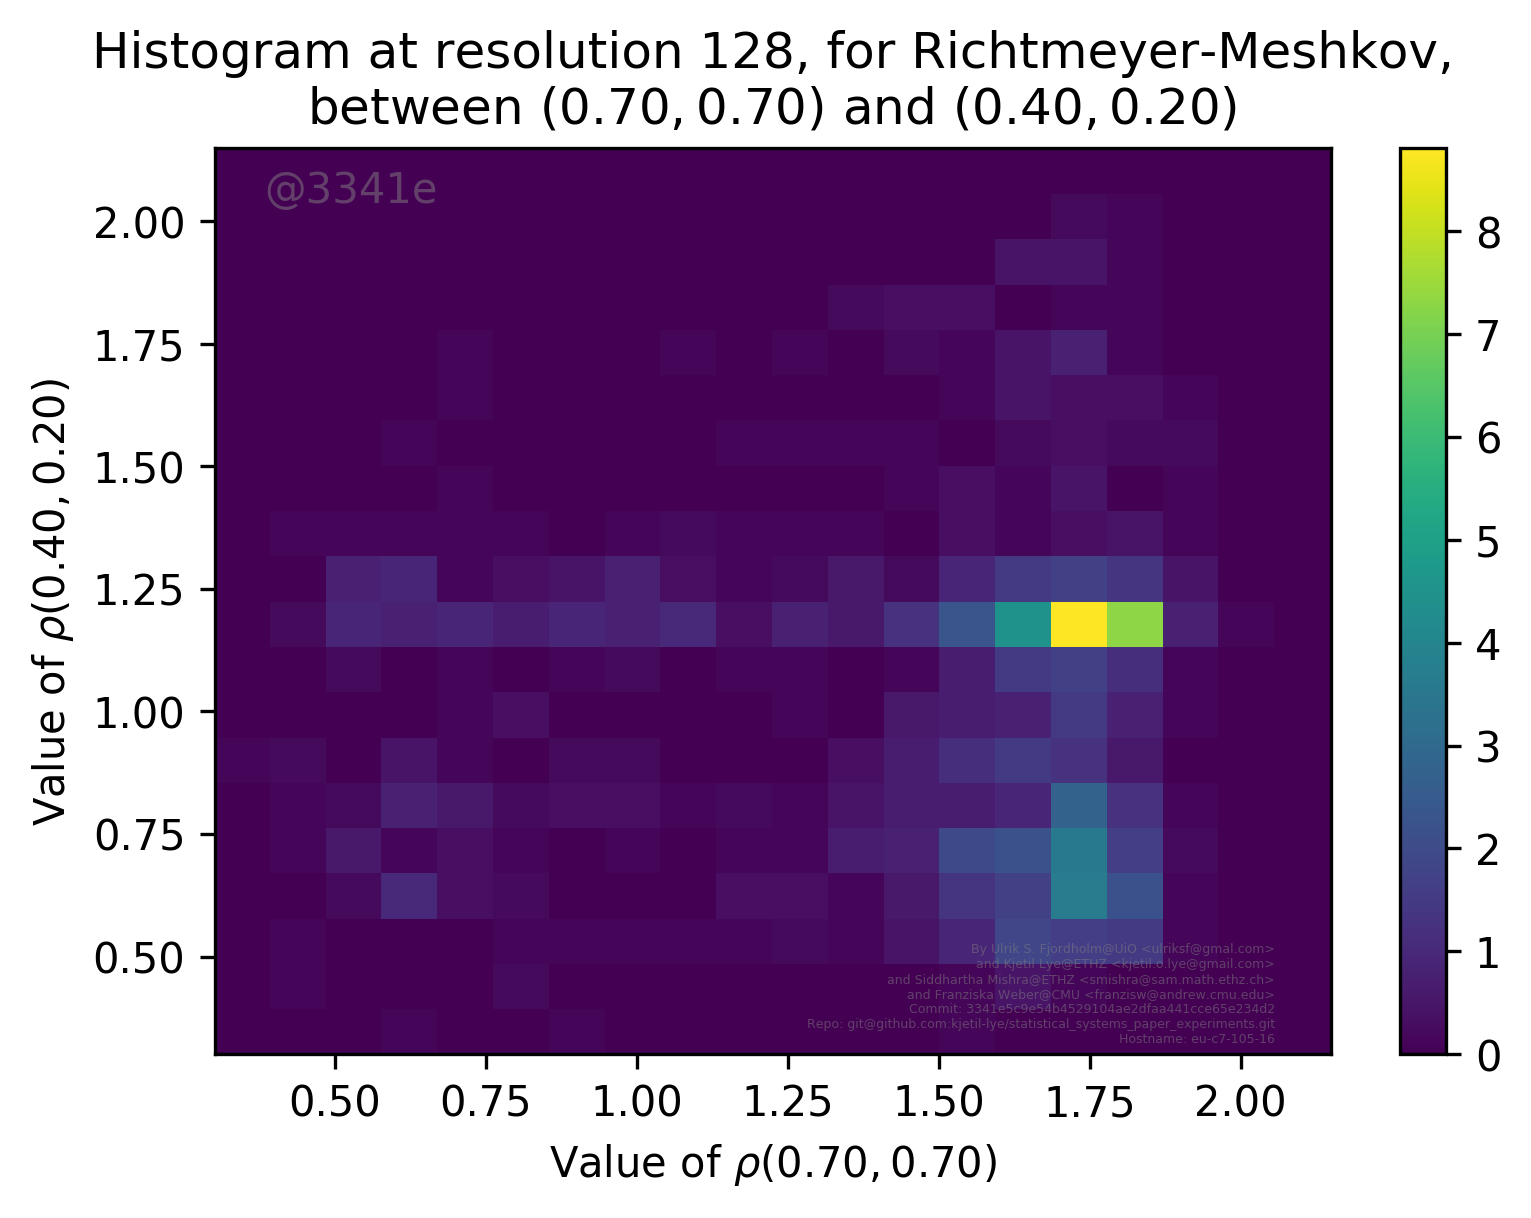 Histogram at resolution 128, for Richtmeyer-Meshkov,
between (0.70, 0.70) and (0.40, 0.20)
@3341e
2.00
1.75
1.50
1.25
1.00
0.75
0.50
Value of ρ(0.40, 0.20)
0.50 0.75 1.00 1.25 1.50 1.75 2.00
Value of ρ(0.70, 0.70)
8
7
6
5
4
3
2
1
0
By Ulrik S. Fjordholm@UiO <ulriksf@gmal.com>
and Kjetil Lye@ETHZ <kjetil.o.lye@gmail.com>
and Siddhartha Mishra@ETHZ <smishra@sam.math.ethz.ch>
and Franziska Weber@CMU <franzisw@andrew.cmu.edu>
Commit: 3341e5c9e54b4529104ae2dfaa441cce65e234d2
Repo: git@github.com:kjetil-lye/statistical_systems_paper_experiments.git
Hostname: eu-c7-105-16